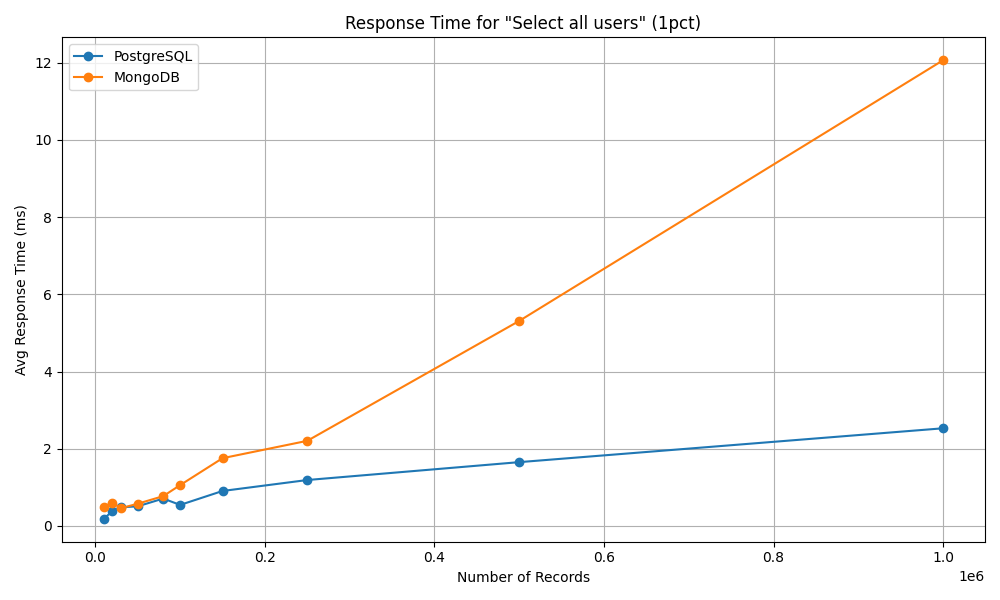 Response Time for "Select all users" (1pct)
PostgreSQL
MongoDB
Avg Response Time (ms)
12
10
8
6
4
2
0
0.0
0.2
0.4
0.6
0.8
1.0
1e6
Number of Records